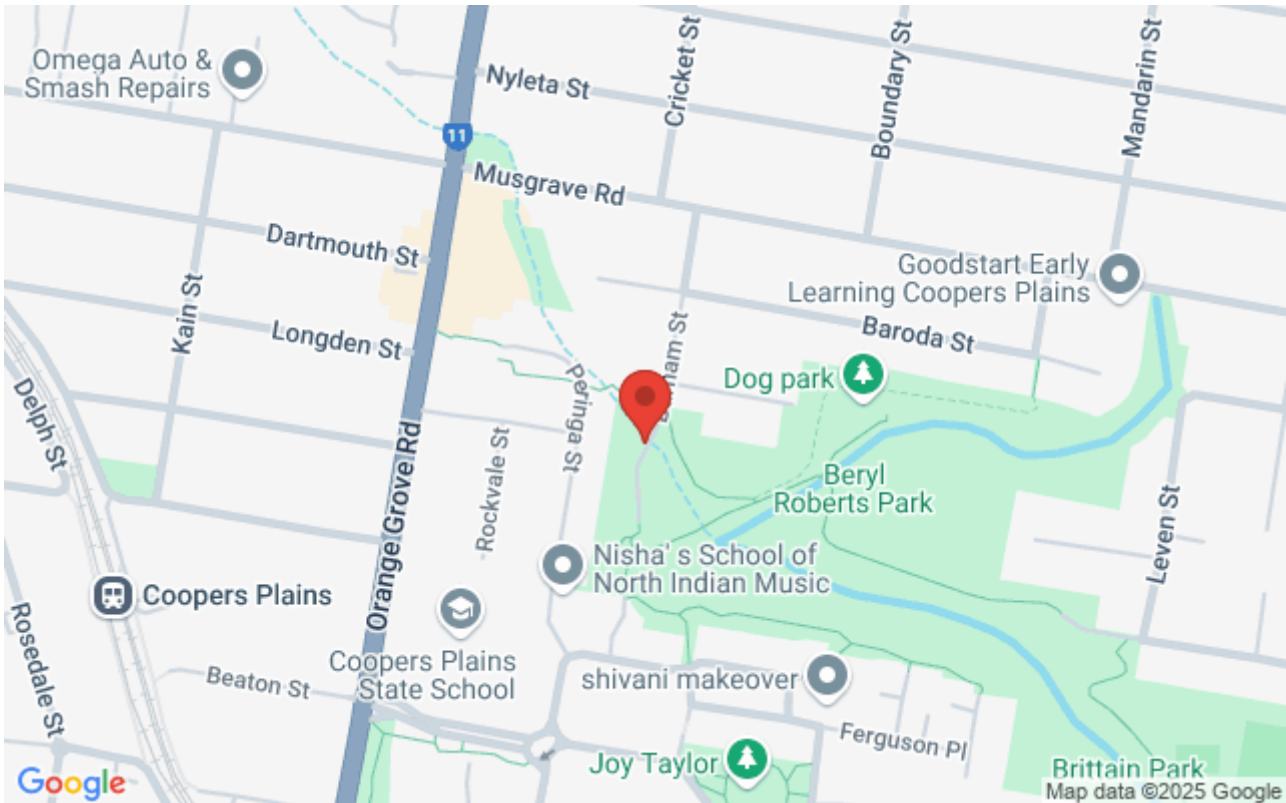 Omega Auto &
Smash Repairs
Nyleta St
Cricket St
Boundary St
Mandarin St
11
Musgrave Rd
Dartmouth St
Kain St
Longden St
Goodstart Early
Learning Coopers Plains
Baroda St
Dog park
Delph St
Peringa St
Orange Grove Rd
Rockvale St
Beryl
Roberts Park
Leven St
Nisha' s School of
North Indian Music
Coopers Plains
Rosedale St
Coopers Plains
State School
Beaton St
shivani makeover
Ferguson Pl
Joy Taylor
Brittain Park
Google
Map data ©2025 Google